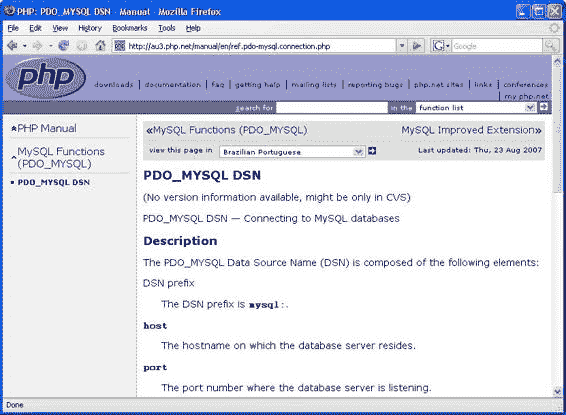 PHP: PDO_MYSQL DSN - Manual - Mozilla Firefox
File Edit View History Bookmarks Tools Help
http://au3.php.net/manual/en/ref.pdo-mysql.connection.php
Google
php
downloads | documentation | faq | getting help | mailing lists | reporting bugs | php.net sites | links | conferences
| my php.net
search for in the function list
PHP Manual
MySQL Functions
(PDO_MYSQL)
PDO_MYSQL DSN
«MySQL Functions (PDO_MYSQL) MySQL Improved Extension»
view this page in Brazilian Portuguese Last updated: Thu, 23 Aug 2007
PDO_MYSQL DSN
(No version information available, might be only in CVS)
PDO_MYSQL DSN — Connecting to MySQL databases
Description
The PDO_MYSQL Data Source Name (DSN) is composed of the following elements:
DSN prefix
The DSN prefix is mysql:.
host
The hostname on which the database server resides.
port
The port number where the database server is listening.
Done